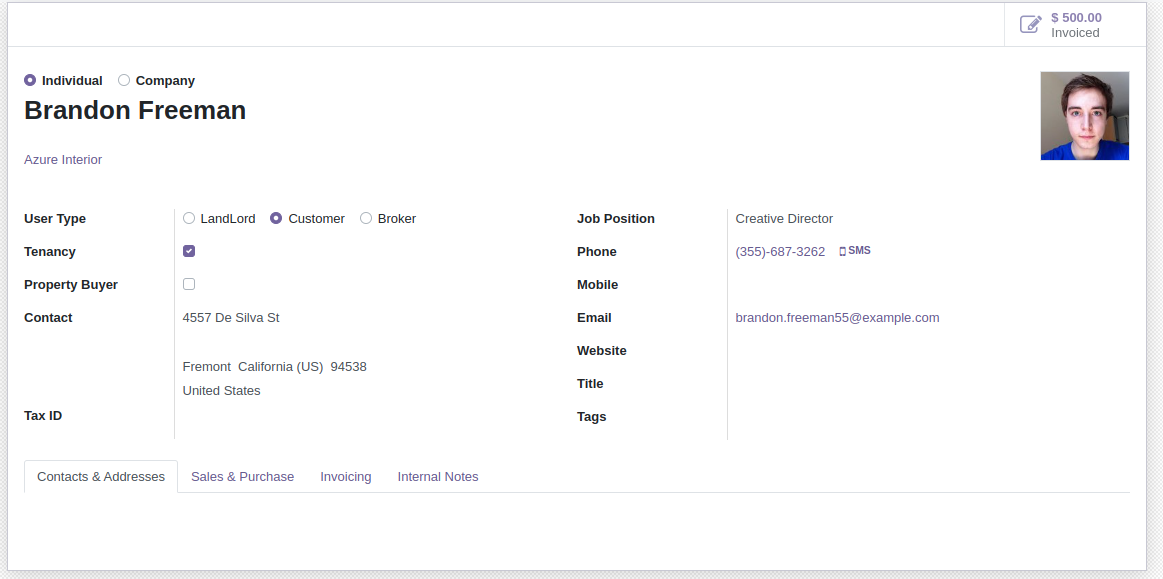 $ 500.00
Invoiced
Individual Company
Brandon Freeman
Azure Interior
User Type LandLord Customer Broker
Tenancy
Property Buyer
Contact 4557 De Silva St
Fremont California (US) 94538
United States
Tax ID
Job Position Creative Director
Phone (355)-687-3262 SMS
Mobile
Email brandon.freeman55@example.com
Website
Title
Tags
Contacts & Addresses Sales & Purchase Invoicing Internal Notes